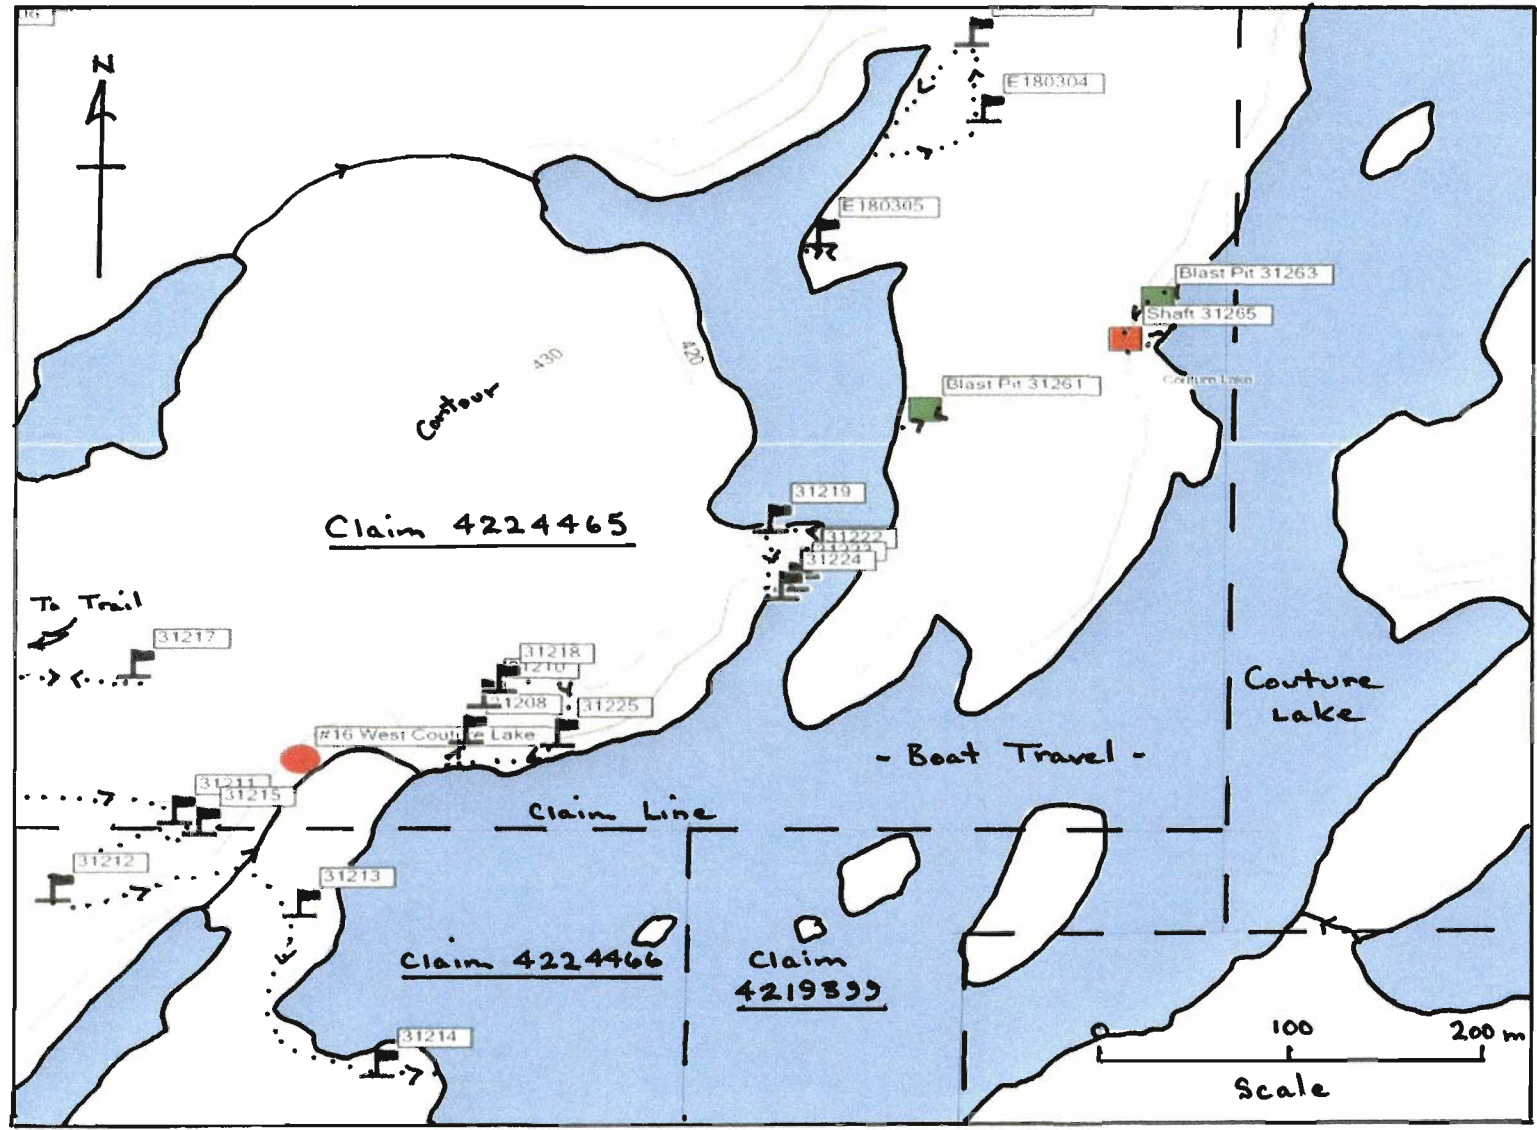 N
E180304
E180305
Blast Pit 31263
Shaft 31265
Couture Lake
430
420
Contour
Blast Pit 31261
31219
Claim 4224465
31222
31224
To Trail
31217
31218
31210
31208
31225
#16 West Couture Lake
Couture
Lake
- Boat Travel -
31211
31215
Claim Line
31212
31213
Claim 4224466
Claim
4219399
31214
0 100 200 m
Scale